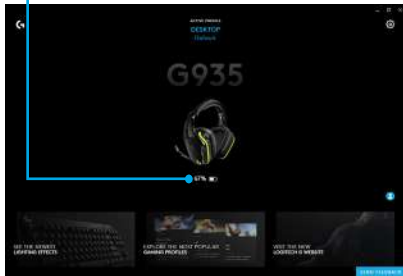 ACTIVE PROFILE
DESKTOP
Default
G935
67%
SEE THE NEWEST
LIGHTING EFFECTS
EXPLORE THE MOST POPULAR
GAMING PROFILES
VISIT THE NEW
LOGITECH G WEBSITE
SEND FEEDBACK